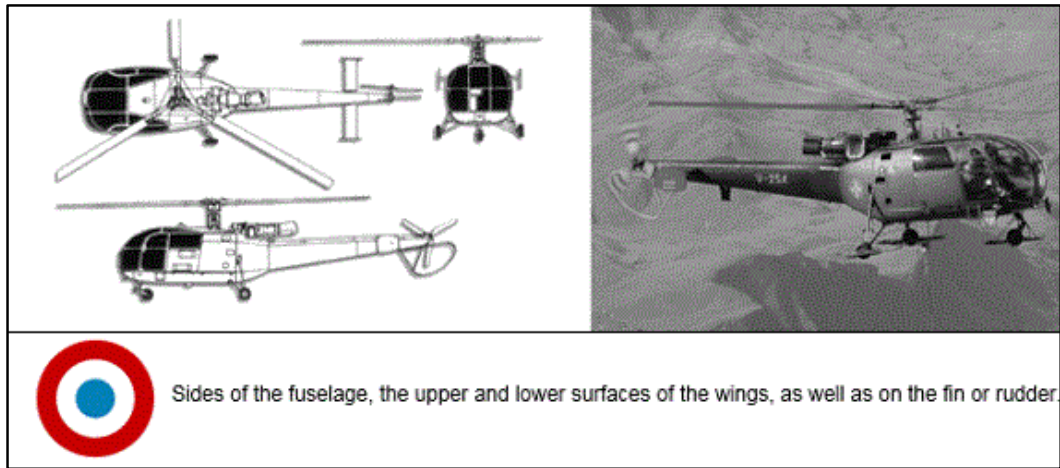 V-254
Sides of the fuselage, the upper and lower surfaces of the wings, as well as on the fin or rudder.